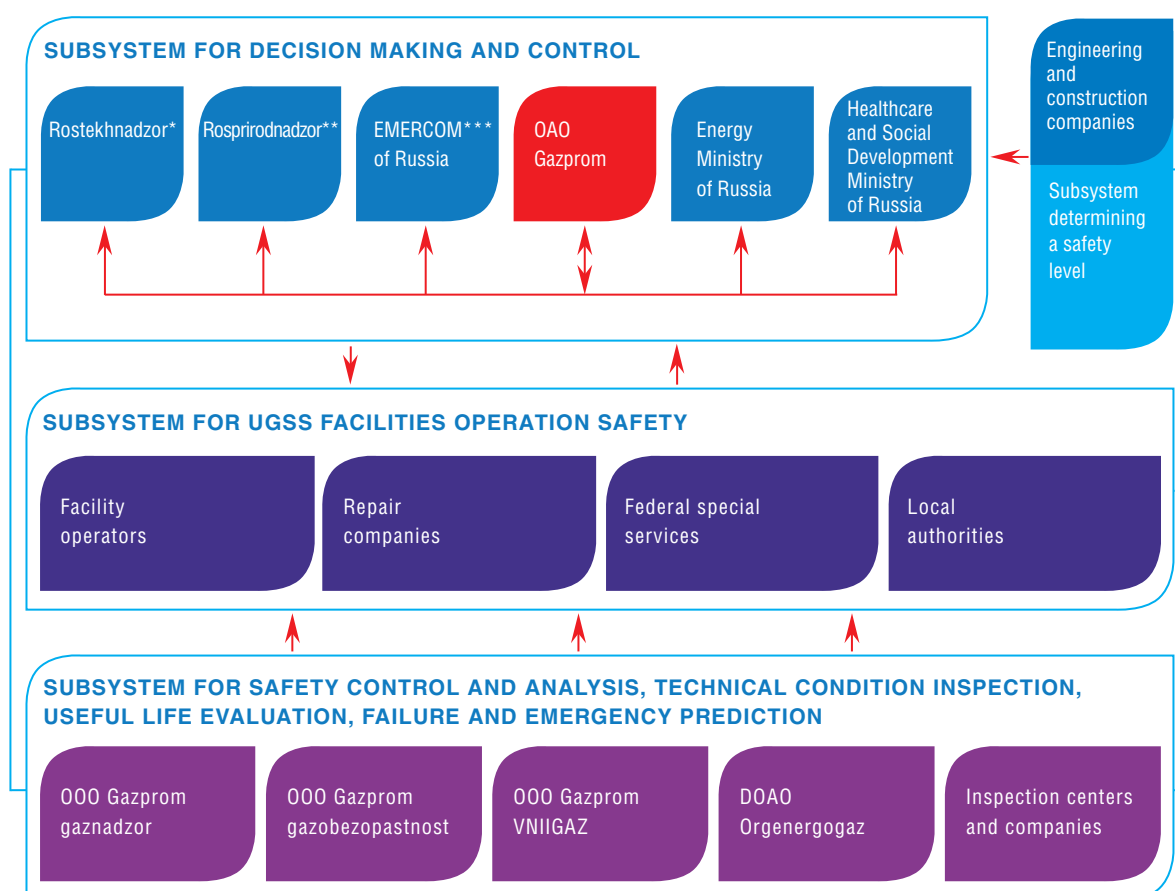 SUBSYSTEM FOR DECISION MAKING AND CONTROL
Rostekhnadzor*
Rosprirodnadzor**
EMERCOM***
of Russia
OAO
Gazprom
Energy
Ministry
of Russia
Healthcare
and Social
Development
Ministry
of Russia
Engineering
and
construction
companies
Subsystem
determining
a safety
level
SUBSYSTEM FOR UGSS FACILITIES OPERATION SAFETY
Facility
operators
Repair
companies
Federal special
services
Local
authorities
SUBSYSTEM FOR SAFETY CONTROL AND ANALYSIS, TECHNICAL CONDITION INSPECTION,
USEFUL LIFE EVALUATION, FAILURE AND EMERGENCY PREDICTION
OOO Gazprom
gaznadzor
OOO Gazprom
gazobezopastnost
OOO Gazprom
VNIIGAZ
DOAO
Orgenergogaz
Inspection centers
and companies